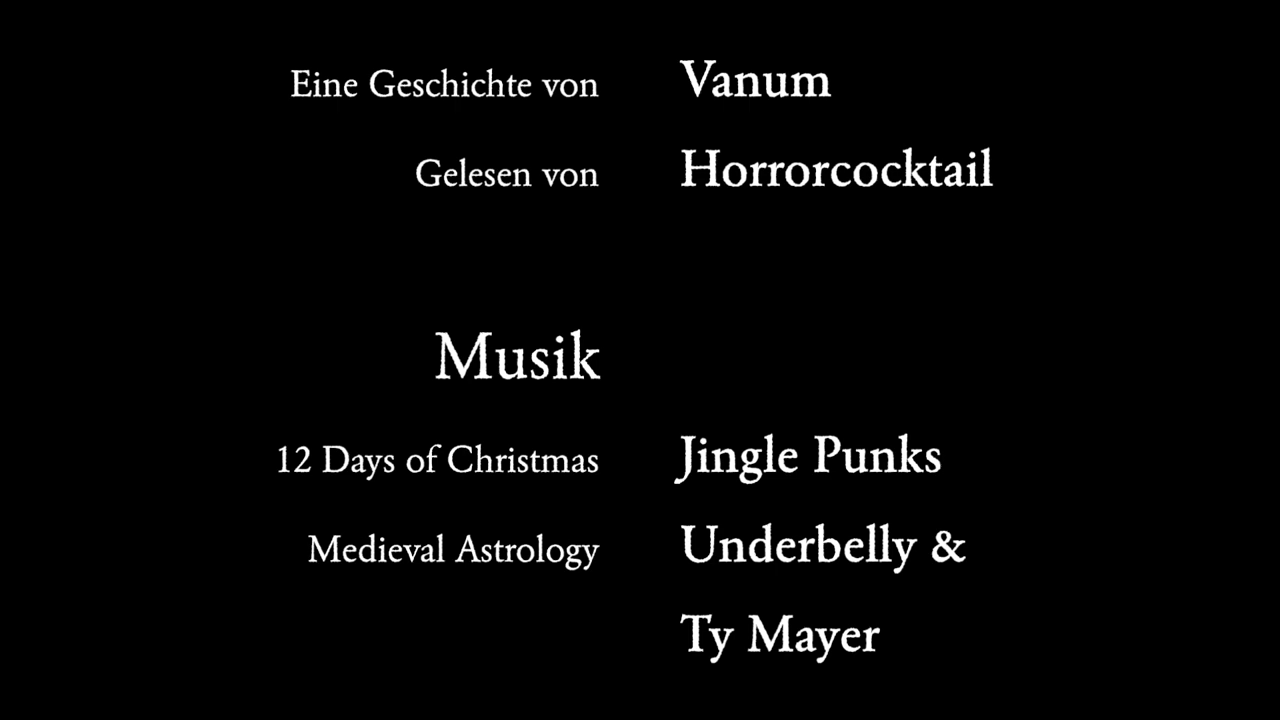 Eine Geschichte von Vanum
Gelesen von Horrorcocktail
Musik
12 Days of Christmas Jingle Punks
Medieval Astrology Underbelly &
Ty Mayer